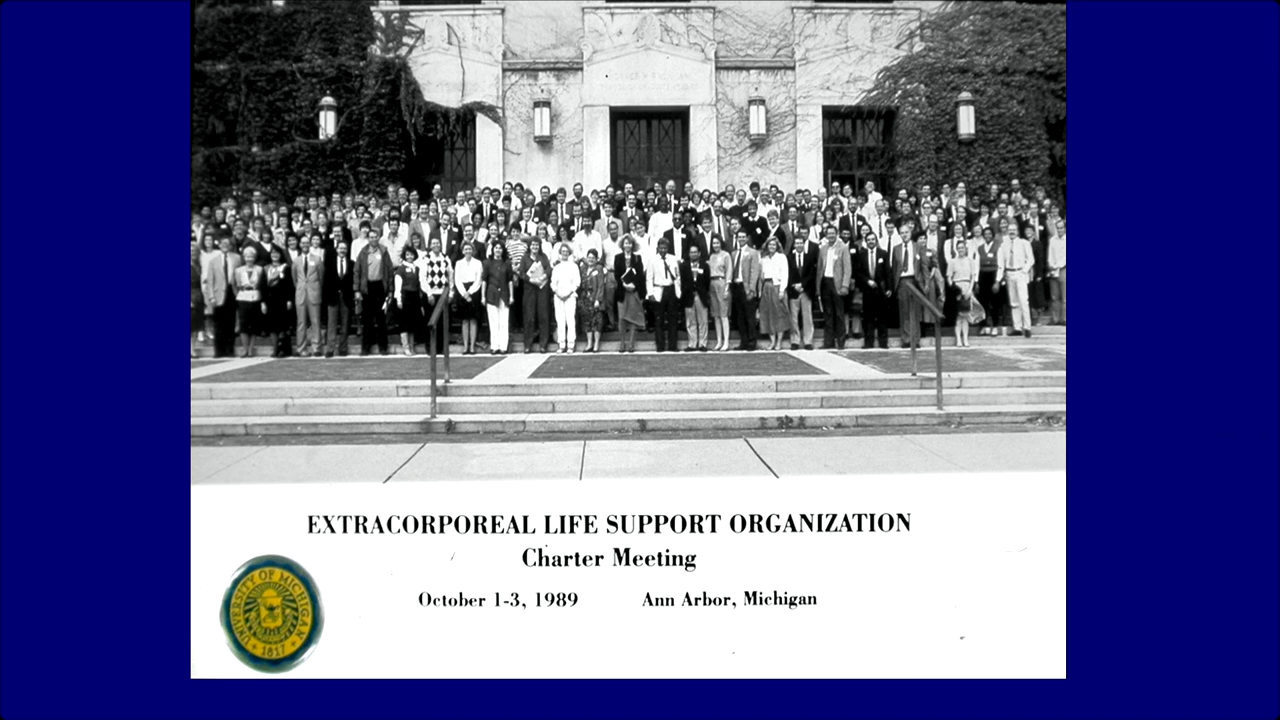 EXTRACORPOREAL LIFE SUPPORT ORGANIZATION
Charter Meeting
October 1-3, 1989 Ann Arbor, Michigan
UNIVERSITY OF MICHIGAN
1817